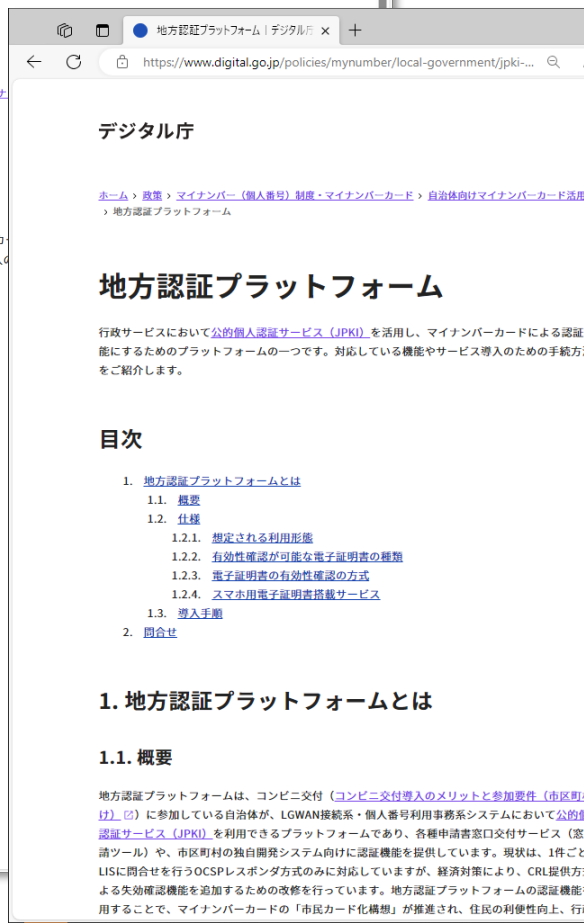 地方認証プラットフォーム｜デジタル庁
https://www.digital.go.jp/policies/mynumber/local-government/jpki-...
デジタル庁
ホーム › 政策 › マイナンバー（個人番号）制度・マイナンバーカード › 自治体向けマイナンバーカード活用
› 地方認証プラットフォーム
地方認証プラットフォーム
行政サービスにおいて公的個人認証サービス（JPKI）を活用し、マイナンバーカードによる認証
能にするためのプラットフォームの一つです。対応している機能やサービス導入のための手続方
をご紹介します。
目次
1. 地方認証プラットフォームとは
1.1. 概要
1.2. 仕様
1.2.1. 想定される利用形態
1.2.2. 有効性確認が可能な電子証明書の種類
1.2.3. 電子証明書の有効性確認の方式
1.2.4. スマホ用電子証明書搭載サービス
1.3. 導入手順
2. 問合せ
1. 地方認証プラットフォームとは
1.1. 概要
地方認証プラットフォームは、コンビニ交付（コンビニ交付導入のメリットと参加要件（市区町
け））に参加している自治体が、LGWAN接続系・個人番号利用事務系システムにおいて公的
認証サービス（JPKI）を利用できるプラットフォームであり、各種申請書窓口交付サービス（窓
請ツール）や、市区町村の独自開発システム向けに認証機能を提供しています。現状は、1件ごと
LISに問合せを行うOCSPレスポンダ方式のみに対応していますが、経済対策により、CRL提供方
よる失効確認機能を追加するための改修を行っています。地方認証プラットフォームの認証機能
用することで、マイナンバーカードの「市民カード化構想」が推進され、住民の利便性向上、行